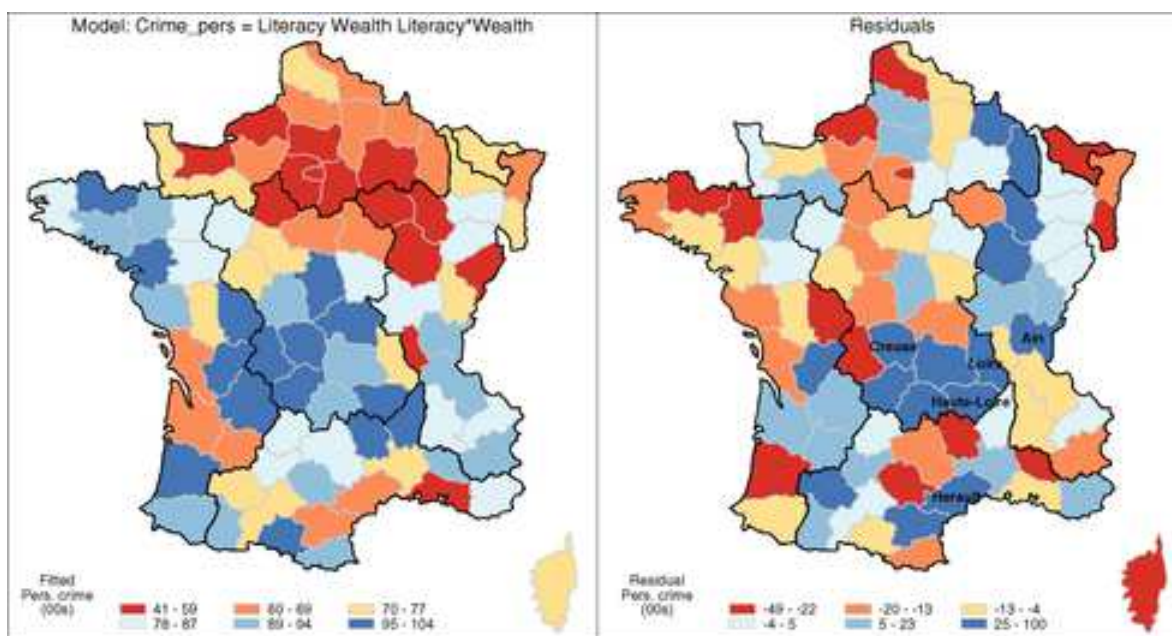 Model: Crime_pers = Literacy Wealth Literacy*Wealth
Residuals
Ain
Creuse
Loire
Haute-Loire
Herault
Fitted
Pers. crime
(00s)
41 - 59
60 - 69
70 - 77
78 - 87
89 - 94
95 - 104
Residual
Pers. crime
(00s)
-49 - -22
-20 - -13
-13 - -4
-4 - 5
5 - 23
25 - 100